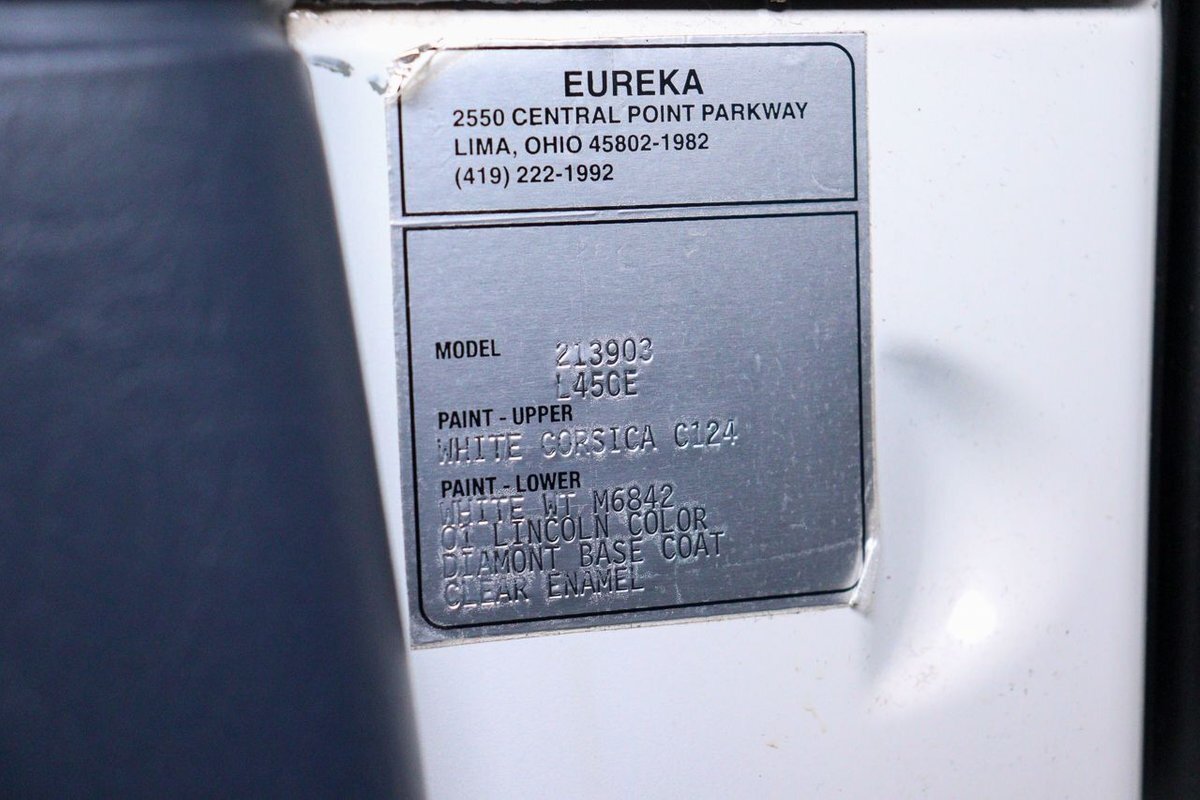 EUREKA
2550 CENTRAL POINT PARKWAY
LIMA, OHIO 45802-1982
(419) 222-1992
MODEL 213903
L450E
PAINT - UPPER
WHITE CORSICA C124
PAINT - LOWER
WHITE WT M6842
OI LINCOLN COLOR
DIAMONT BASE COAT
CLEAR ENAMEL